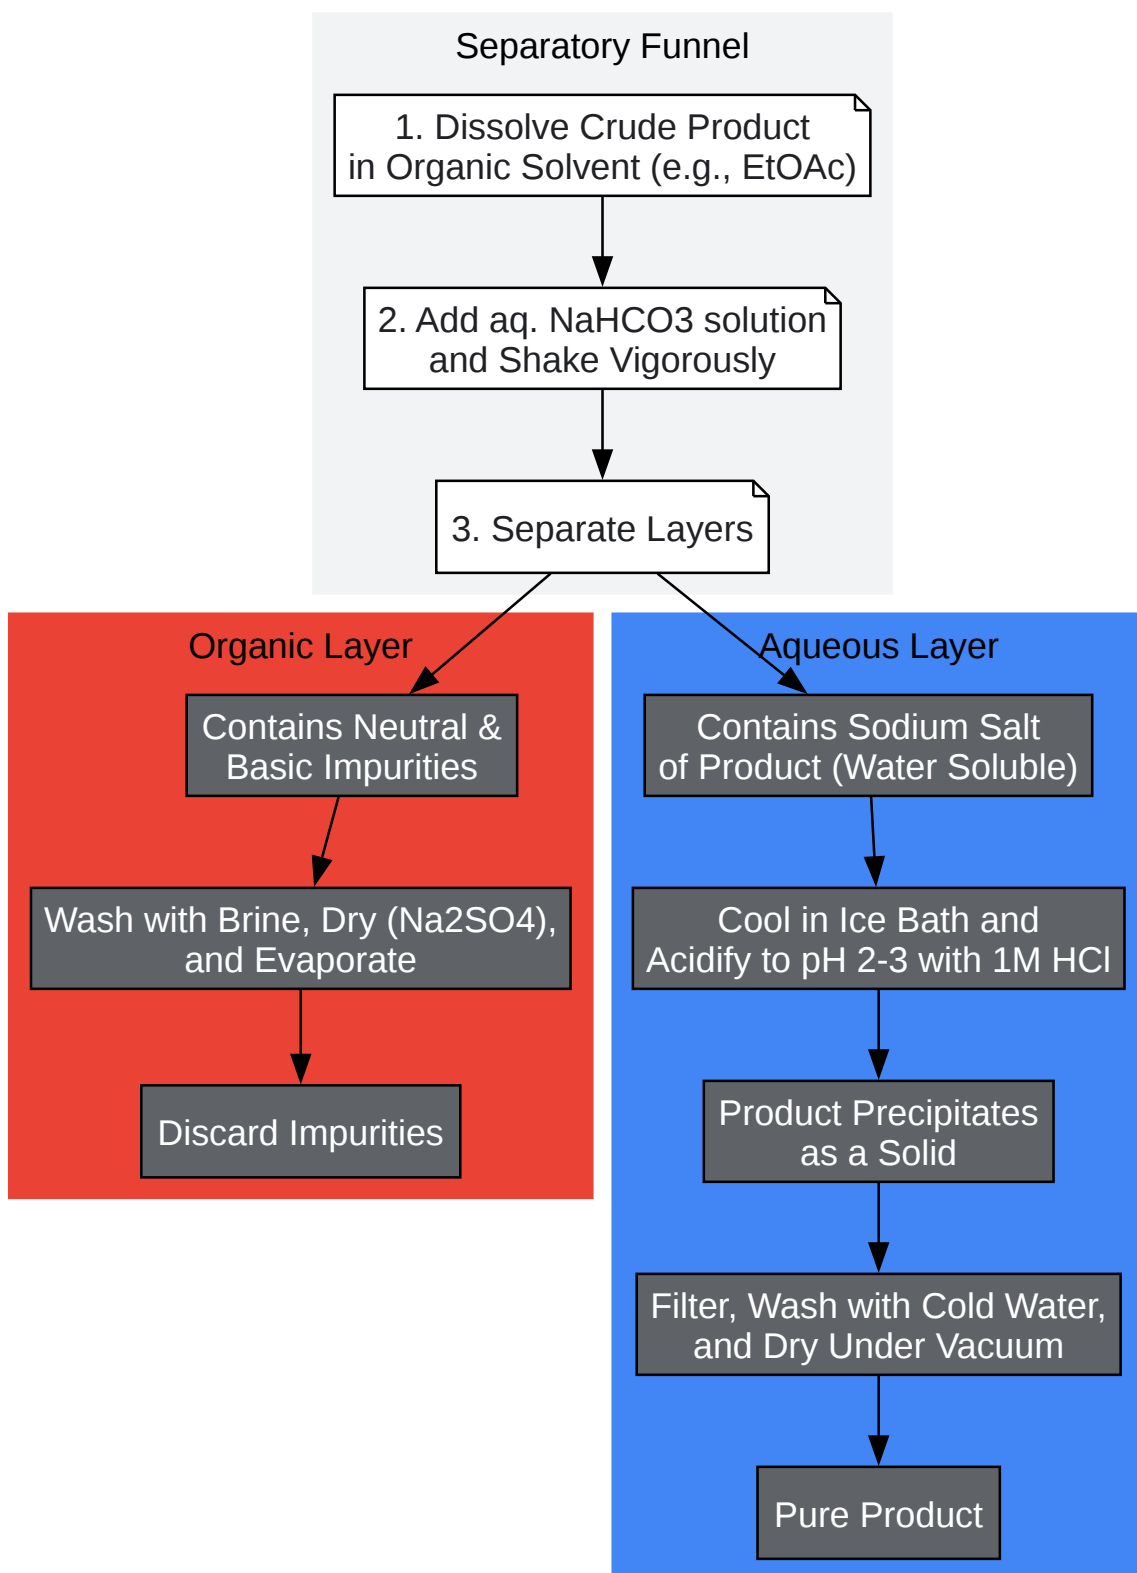 Separatory Funnel
1. Dissolve Crude Product
in Organic Solvent (e.g., EtOAc)
2. Add aq. NaHCO3 solution
and Shake Vigorously
3. Separate Layers
Organic Layer
Contains Neutral &
Basic Impurities
Wash with Brine, Dry (Na2SO4),
and Evaporate
Discard Impurities
Aqueous Layer
Contains Sodium Salt
of Product (Water Soluble)
Cool in Ice Bath and
Acidify to pH 2-3 with 1M HCl
Product Precipitates
as a Solid
Filter, Wash with Cold Water,
and Dry Under Vacuum
Pure Product